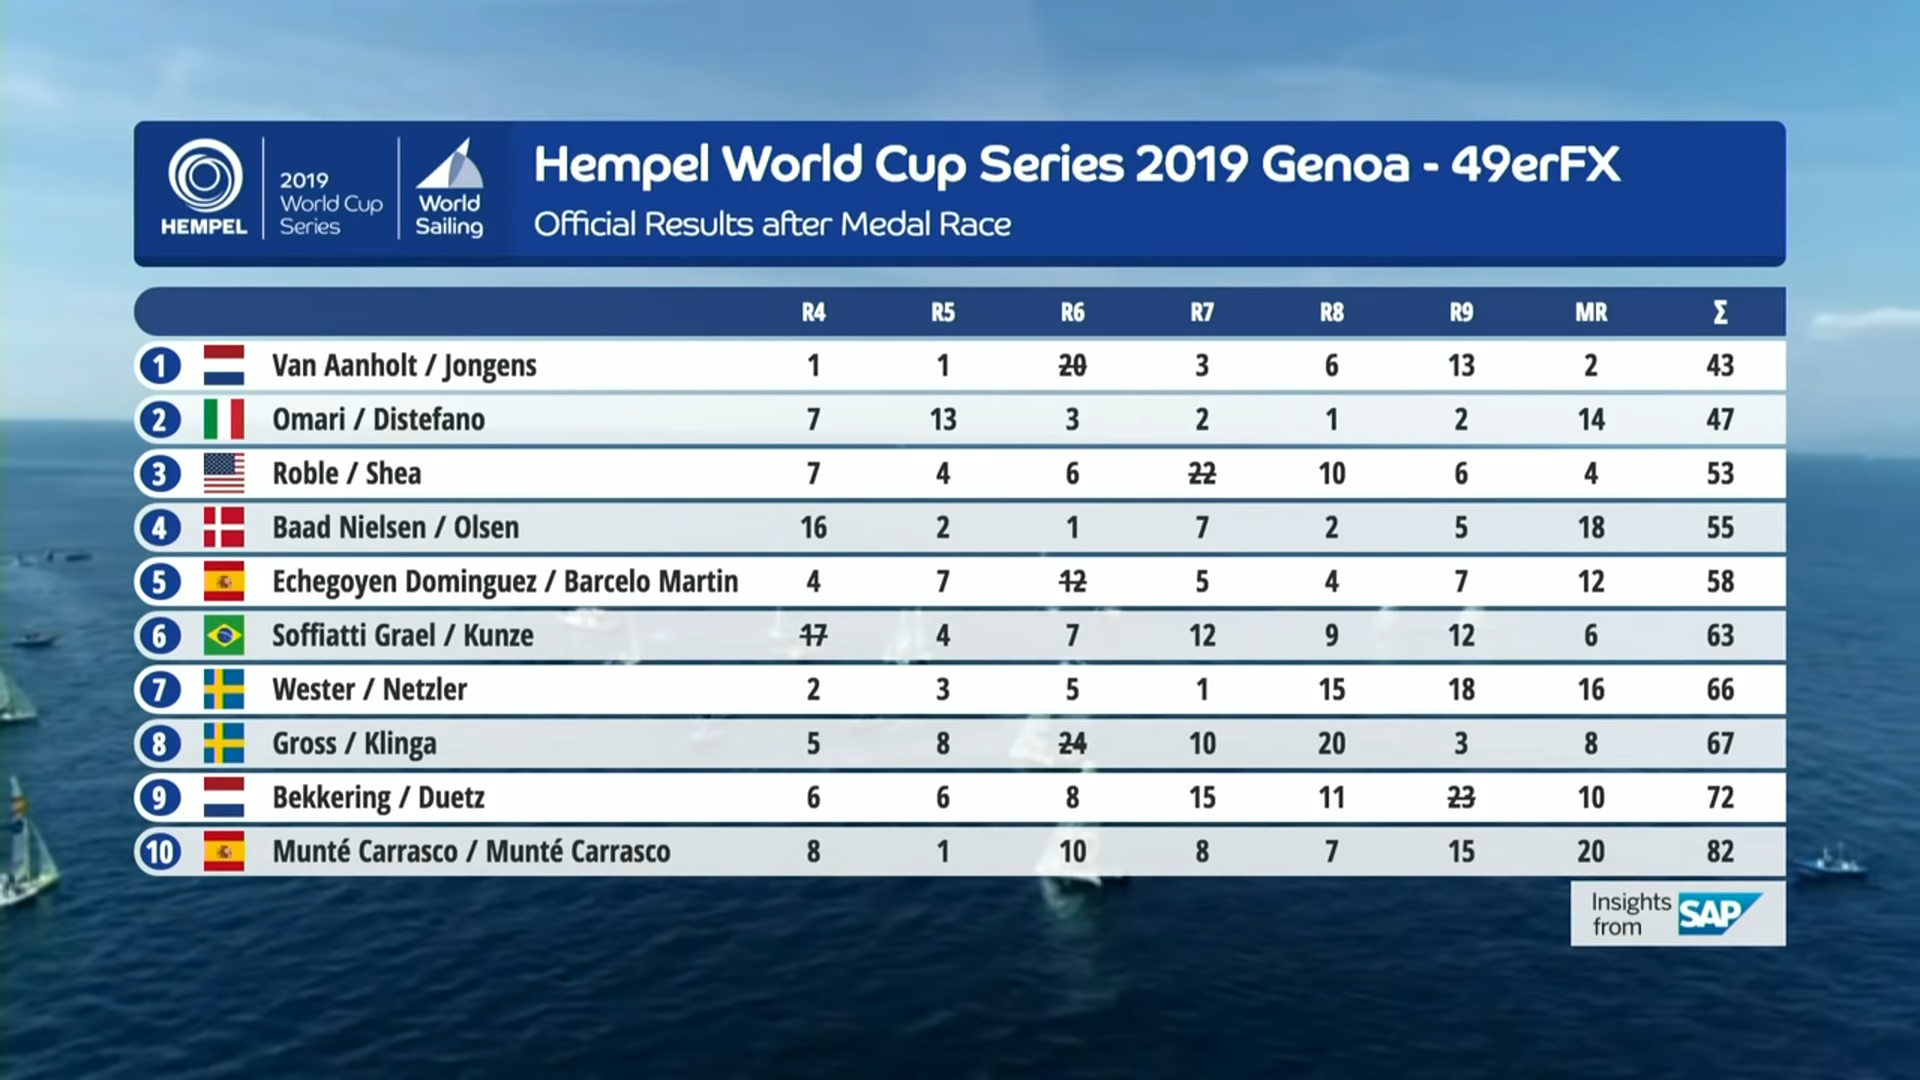 HEMPEL
2019
World Cup
Series
World
Sailing
Hempel World Cup Series 2019 Genoa - 49erFX
Official Results after Medal Race
R4 R5 R6 R7 R8 R9 MR Σ
1 Van Aanholt / Jongens 1 1 20 3 6 13 2 43
2 Omari / Distefano 7 13 3 2 1 2 14 47
3 Roble / Shea 7 4 6 22 10 6 4 53
4 Baad Nielsen / Olsen 16 2 1 7 2 5 18 55
5 Echegoyen Dominguez / Barcelo Martin 4 7 12 5 4 7 12 58
6 Soffiatti Grael / Kunze 17 4 7 12 9 12 6 63
7 Wester / Netzler 2 3 5 1 15 18 16 66
8 Gross / Klinga 5 8 24 10 20 3 8 67
9 Bekkering / Duetz 6 6 8 15 11 23 10 72
10 Munté Carrasco / Munté Carrasco 8 1 10 8 7 15 20 82
Insights
from SAP